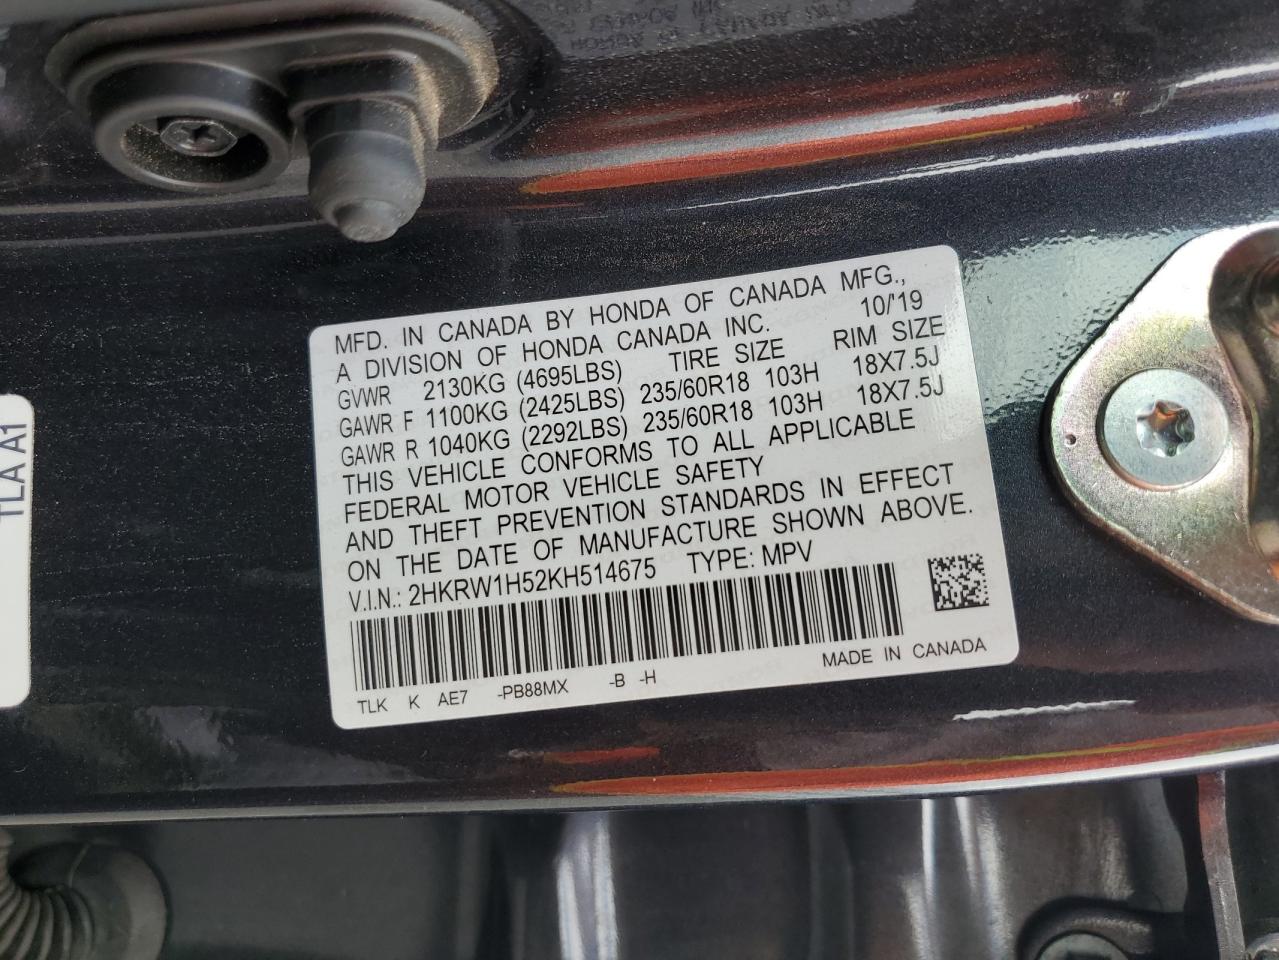 MFD. IN CANADA BY HONDA OF CANADA MFG.,
A DIVISION OF HONDA CANADA INC. 10/'19
GVWR 2130KG (4695LBS) TIRE SIZE RIM SIZE
GAWR F 1100KG (2425LBS) 235/60R18 103H 18X7.5J
GAWR R 1040KG (2292LBS) 235/60R18 103H 18X7.5J
THIS VEHICLE CONFORMS TO ALL APPLICABLE
FEDERAL MOTOR VEHICLE SAFETY
AND THEFT PREVENTION STANDARDS IN EFFECT
ON THE DATE OF MANUFACTURE SHOWN ABOVE.
V.I.N.: 2HKRW1H52KH514675 TYPE: MPV
TLK K AE7 -PB88MX -B -H MADE IN CANADA
TLA A1